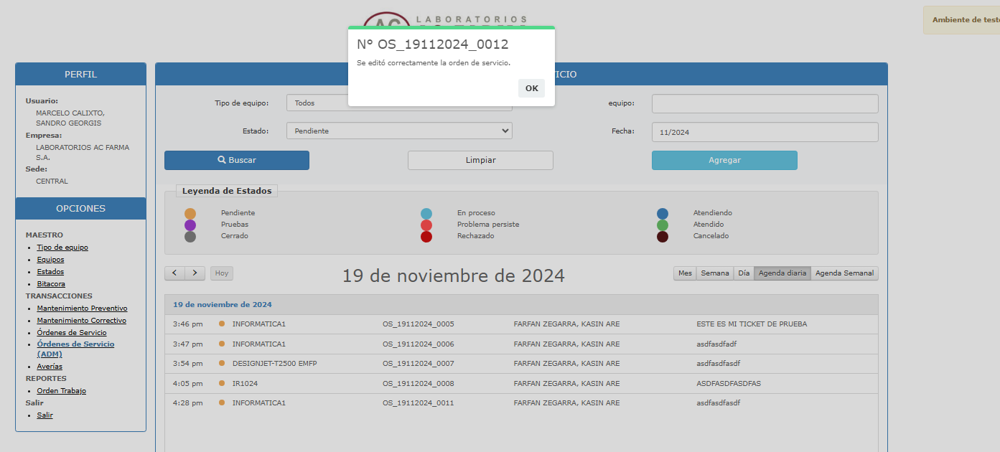 LABORATORIOS
Ambiente de
Nº OS_19112024_0012
Se editó correctamente la orden de servicio.
OK
PERFIL
Usuario:
MARCELO CALIXTO,
SANDRO GEORGIS
Empresa:
LABORATORIOS AC FARMA
S.A.
Sede:
CENTRAL
OPCIONES
MAESTRO
Tipo de equipo
Equipos
Estados
Bitacora
TRANSACCIONES
Mantenimiento Preventivo
Mantenimiento Correctivo
Órdenes de Servicio
Órdenes de Servicio
(ADM)
Averías
REPORTES
Orden Trabajo
Salir
Salir
ICIO
Tipo de equipo: Todos equipo:
Estado: Pendiente Fecha: 11/2024
Buscar Limpiar Agregar
Leyenda de Estados
Pendiente En proceso Atendiendo
Pruebas Problema persiste Atendido
Cerrado Rechazado Cancelado
Hoy 19 de noviembre de 2024 Mes Semana Día Agenda diaria Agenda Semanal
19 de noviembre de 2024
3:46 pm INFORMATICA1 OS_19112024_0005 FARFAN ZEGARRA, KASIN ARE ESTE ES MI TICKET DE PRUEBA
3:47 pm INFORMATICA1 OS_19112024_0006 FARFAN ZEGARRA, KASIN ARE asdfasdfadf
3:54 pm DESIGNJET-T2500 EMFP OS_19112024_0007 FARFAN ZEGARRA, KASIN ARE asdfasdfasdf
4:05 pm IR1024 OS_19112024_0008 FARFAN ZEGARRA, KASIN ARE ASDFASDFASDFAS
4:28 pm INFORMATICA1 OS_19112024_0011 FARFAN ZEGARRA, KASIN ARE asdfasdfasdf